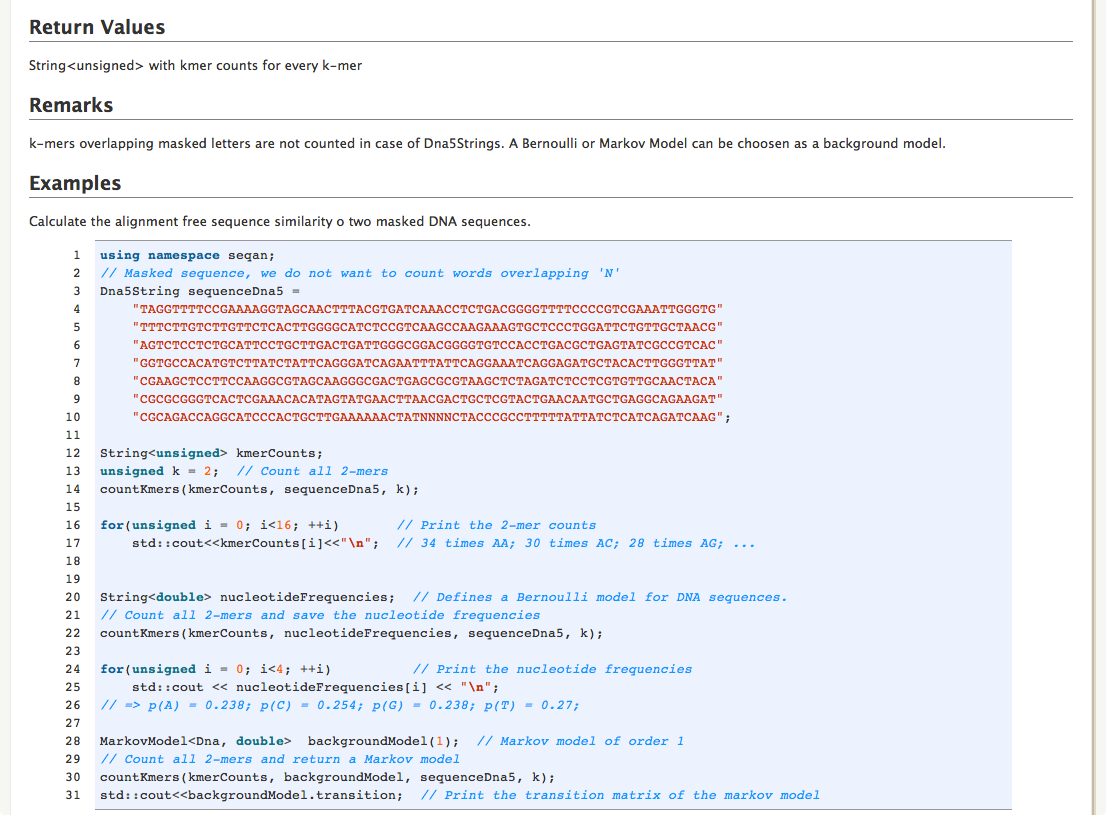 Return Values
String<unsigned> with kmer counts for every k-mer
Remarks
k-mers overlapping masked letters are not counted in case of Dna5Strings. A Bernoulli or Markov Model can be choosen as a background model.
Examples
Calculate the alignment free sequence similarity o two masked DNA sequences.
1 using namespace seqan;
2 // Masked sequence, we do not want to count words overlapping 'N'
3 Dna5String sequenceDna5 =
4 "TAGGTTTTCCGAAAAGGTAGCAACTTTACGTGATCAAACCTCTGACGGGGTTTTCCCCGTCGAAATTGGGTG"
5 "TTTCTTGTCTTGTTCTCACTTGGGGCATCTCCGTCAAGCCAAGAAAGTGCTCCCTGGATTCTGTTGCTAACG"
6 "AGTCTCCTCTGCATTCCTGCTTGACTGATTGGGCGGACGGGGTGTCCACCTGACGCTGAGTATCGCCGTCAC"
7 "GGTGCCACATGTCTTATCTATTCAGGGATCAGAATTTATTCAGGAAATCAGGAGATGCTACACTTGGGTTAT"
8 "CGAAGCTCCTTCCAAGGCGTAGCAAGGGCGACTGAGCGCGTAAGCTCTAGATCTCCTCGTGTTGCAACTACA"
9 "CGCGCGGGTCACTCGAAACACATAGTATGAACTTAACGACTGCTCGTACTGAACAATGCTGAGGCAGAAGAT"
10 "CGCAGACCAGGCATCCCACTGCTTGAAAAAACTATNNNNCTACCCGCCTTTTTATTATCTCATCAGATCAAG";
11
12 String<unsigned> kmerCounts;
13 unsigned k = 2; // Count all 2-mers
14 countKmers(kmerCounts, sequenceDna5, k);
15
16 for(unsigned i = 0; i<16; ++i) // Print the 2-mer counts
17 std::cout<<kmerCounts[i]<<"\n"; // 34 times AA; 30 times AC; 28 times AG; ...
18
19
20 String<double> nucleotideFrequencies; // Defines a Bernoulli model for DNA sequences.
21 // Count all 2-mers and save the nucleotide frequencies
22 countKmers(kmerCounts, nucleotideFrequencies, sequenceDna5, k);
23
24 for(unsigned i = 0; i<4; ++i) // Print the nucleotide frequencies
25 std::cout << nucleotideFrequencies[i] << "\n";
26 // => p(A) = 0.238; p(C) = 0.254; p(G) = 0.238; p(T) = 0.27;
27
28 MarkovModel<Dna, double> backgroundModel(1); // Markov model of order 1
29 // Count all 2-mers and return a Markov model
30 countKmers(kmerCounts, backgroundModel, sequenceDna5, k);
31 std::cout<<backgroundModel.transition; // Print the transition matrix of the markov model